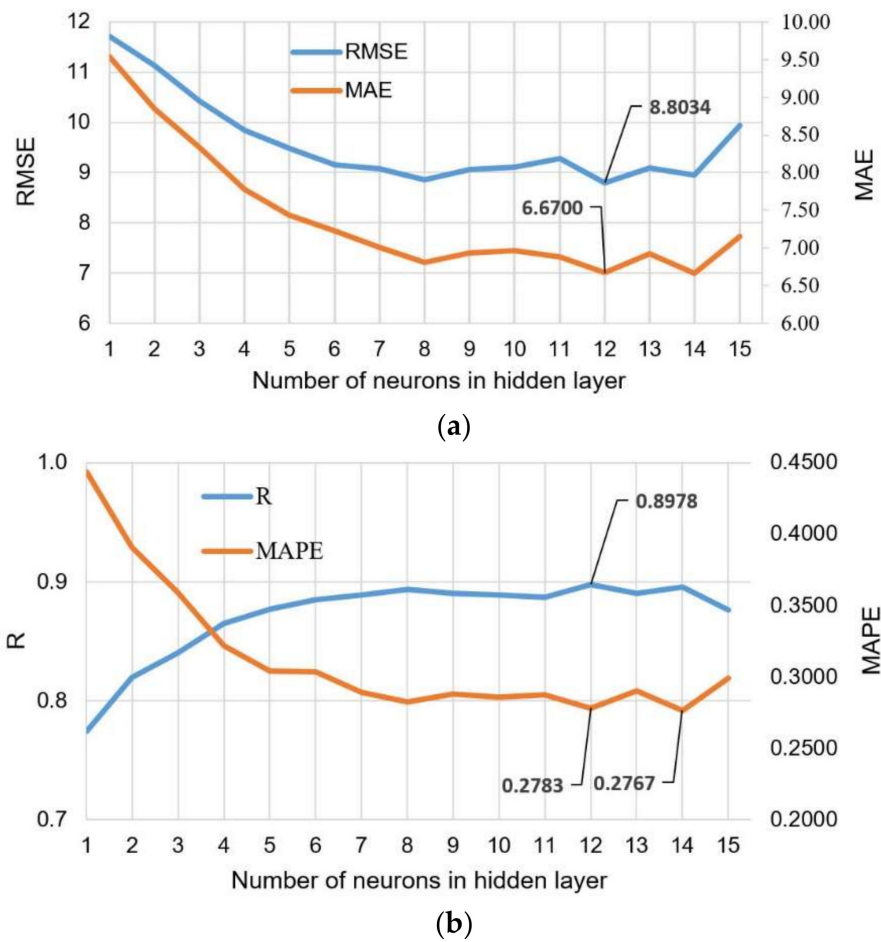 12 10.00
RMSE
11 9.50
MAE
9.00
10 8.8034
8.50
RMSE
9 8.00
MAE
6.6700
7.50
8
7.00
7
6.50
6 6.00
1 2 3 4 5 6 7 8 9 10 11 12 13 14 15
Number of neurons in hidden layer
(a)
1.0 0.4500
R
0.8978
0.4000
MAPE
0.9
0.3500
R
MAPE
0.3000
0.8
0.2500
0.2783 0.2767
0.7 0.2000
1 2 3 4 5 6 7 8 9 10 11 12 13 14 15
Number of neurons in hidden layer
(b)